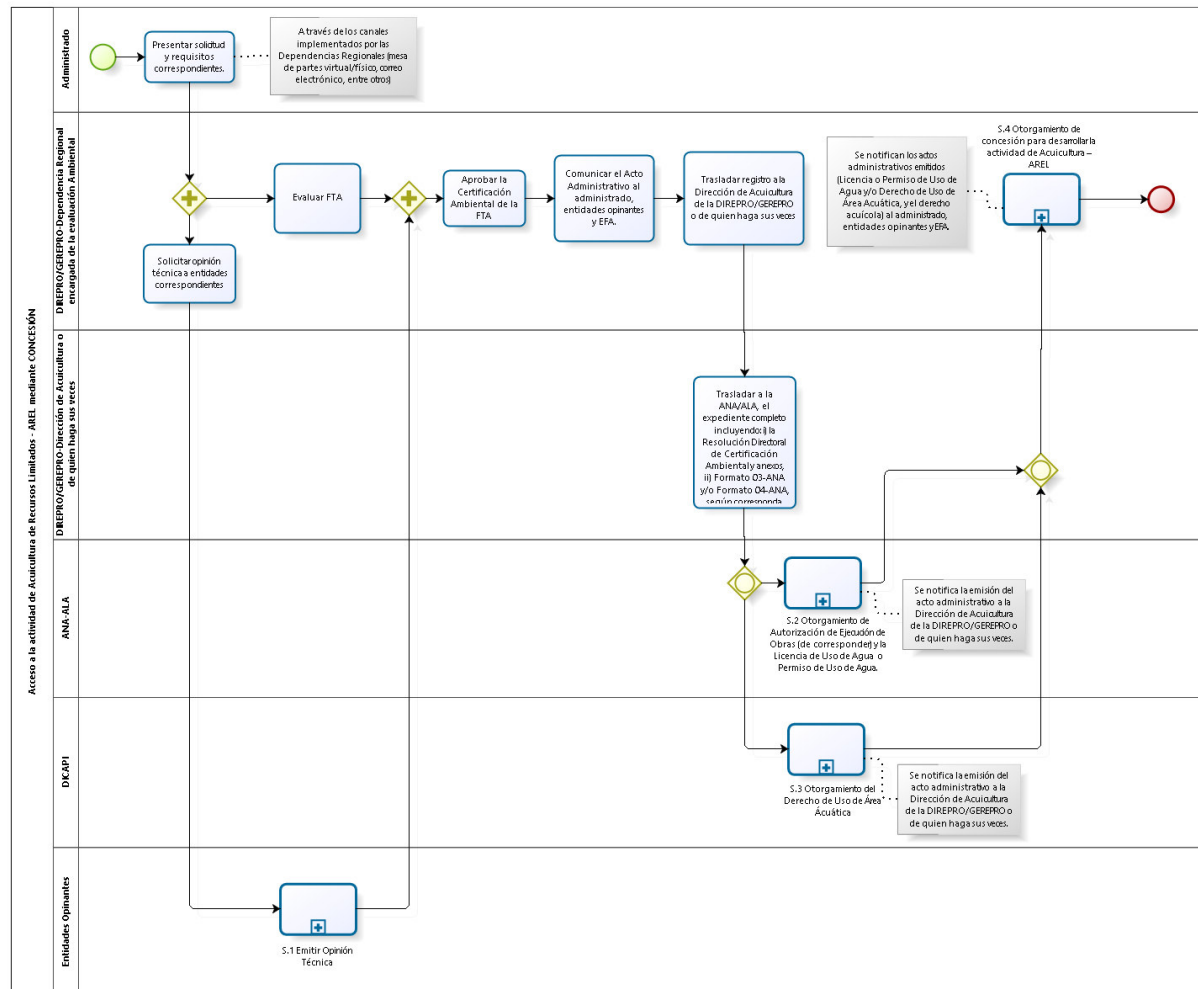 Acceso a la actividad de Acuicultura de Recursos Limitados - AREL mediante CONCESIÓN
Administrado
Presentar solicitud
y requisitos
correspondientes.
A través de los canales
implementados por las
Dependencias Regionales (mesa
de partes virtual/físico, correo
electrónico, entre otros)
DIREPRO/GEREPRO-Dependencia Regional
encargada de la evaluación Ambiental
Evaluar FTA
Solicitar opinión
técnica a entidades
correspondientes
Aprobar la
Certificación
Ambiental de la
FTA
Comunicar el Acto
Administrativo al
administrado,
entidades opinantes
y EFA.
Trasladar registro a la
Dirección de Acuicultura
de la DIREPRO/GEREPRO
o de quien haga sus veces
Se notifican los actos
administrativos emitidos
(Licencia o Permiso de Uso de
Agua y/o Derecho de Uso de
Área Acuática, y el derecho
acuícola) al administrado,
entidades opinantes y EFA.
S.4 Otorgamiento de
concesión para desarrollar la
actividad de Acuicultura –
AREL
DIREPRO/GEREPRO-Dirección de Acuicultura o
de quien haga sus veces
Trasladar a la
ANA/ALA, el
expediente completo
incluyendo: i) la
Resolución Directoral
de Certificación
Ambiental y anexos,
ii) Formato 03-ANA
y/o Formato 04-ANA,
según corresponda
ANA-ALA
S.2 Otorgamiento de
Autorización de Ejecución de
Obras (de corresponder) y la
Licencia de Uso de Agua o
Permiso de Uso de Agua.
Se notifica la emisión del
acto administrativo a la
Dirección de Acuicultura
de la DIREPRO/GEREPRO o
de quien haga sus veces.
DICAPI
S.3 Otorgamiento del
Derecho de Uso de Área
Ácuática
Se notifica la emisión del
acto administrativo a la
Dirección de Acuicultura
de la DIREPRO/GEREPRO o
de quien haga sus veces.
Entidades Opinantes
S.1 Emitir Opinión
Técnica